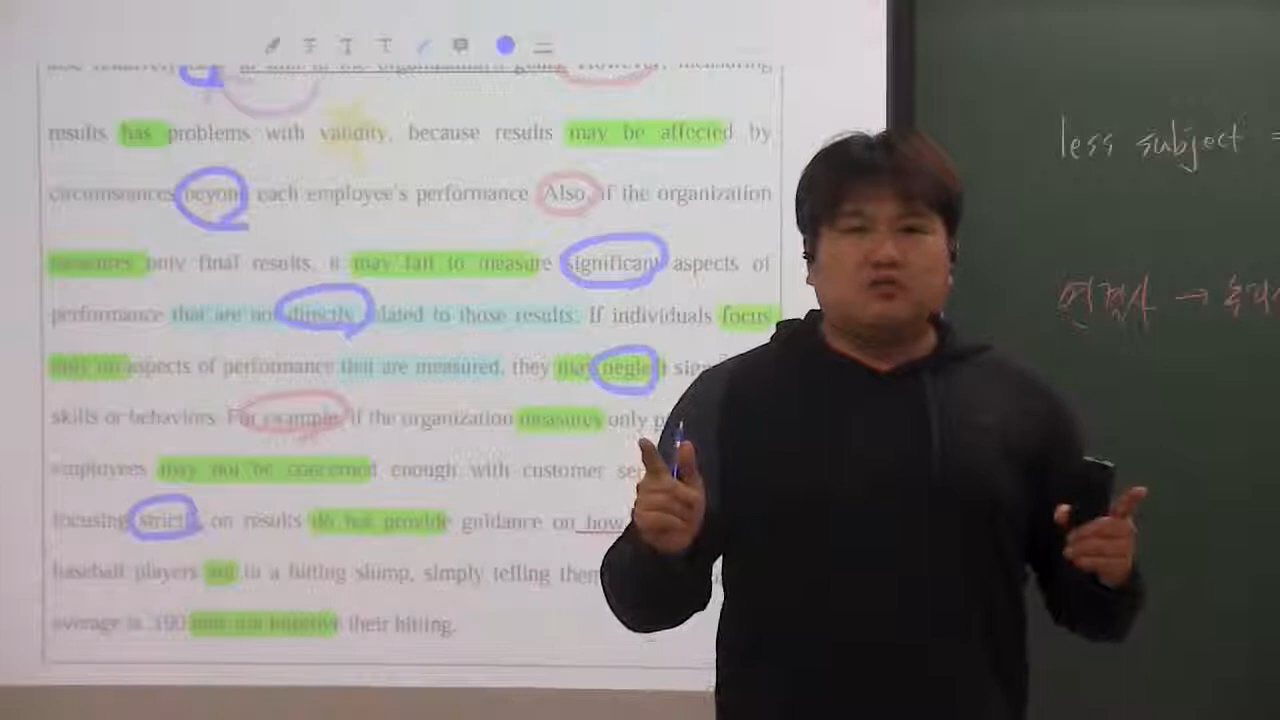 results has problems with validity, because results may be affected by
circumstances beyond each employee's performance. Also, if the organization
measures only final results, it may fail to measure significant aspects of
performance that are not directly related to those results. If individuals focus
only on aspects of performance that are measured, they may neglect
skills or behaviors. For example, if the organization measures only
employees may not be concerned enough with customer
focusing strictly on results do not provide guidance on how
baseball players are in a hitting slump, simply telling them
average is .190 may not improve their hitting.
less subject =
연결사 →